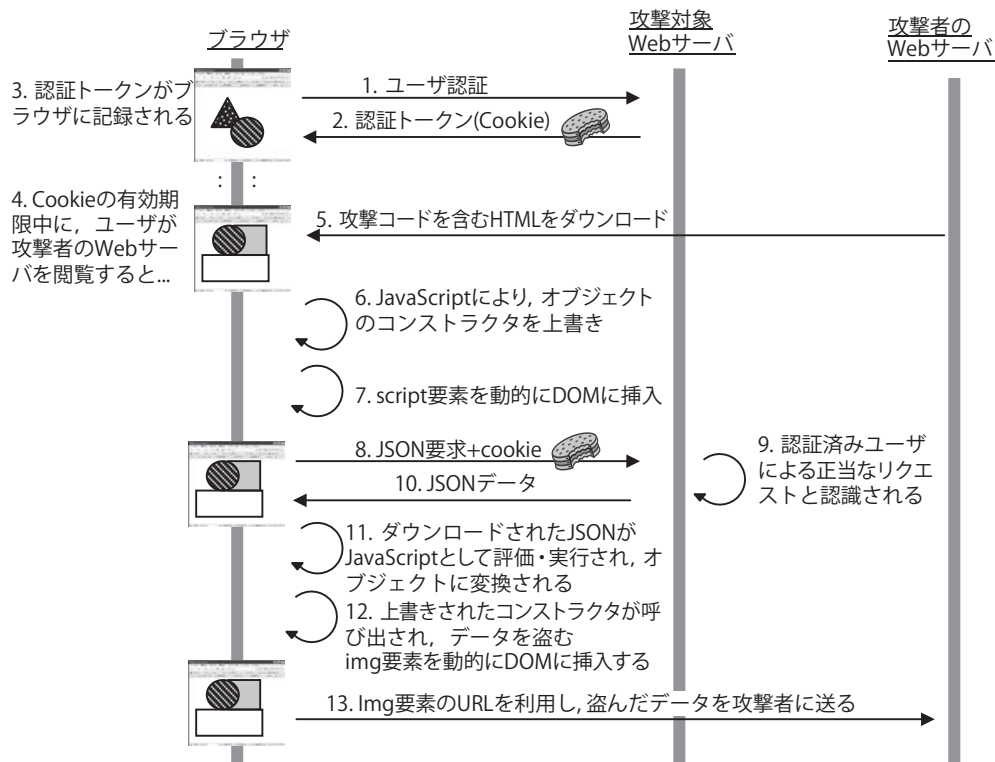 ブラウザ
攻撃対象
Webサーバ
攻撃者の
Webサーバ
3. 認証トークンがブ
ラウザに記録される
1. ユーザ認証
2. 認証トークン(Cookie)
: :
4. Cookieの有効期
限中に，ユーザが
攻撃者のWebサー
バを閲覧すると...
5. 攻撃コードを含むHTMLをダウンロード
6. JavaScriptにより, オブジェクト
のコンストラクタを上書き
7. script要素を動的にDOMに挿入
8. JSON要求+cookie
9. 認証済みユーザ
による正当なリクエ
ストと認識される
10. JSONデータ
11. ダウンロードされたJSONが
JavaScriptとして評価・実行され, オ
ブジェクトに変換される
12. 上書きされたコンストラクタが呼
び出され，データを盗む
img要素を動的にDOMに挿入する
13. Img要素のURLを利用し, 盗んだデータを攻撃者に送る